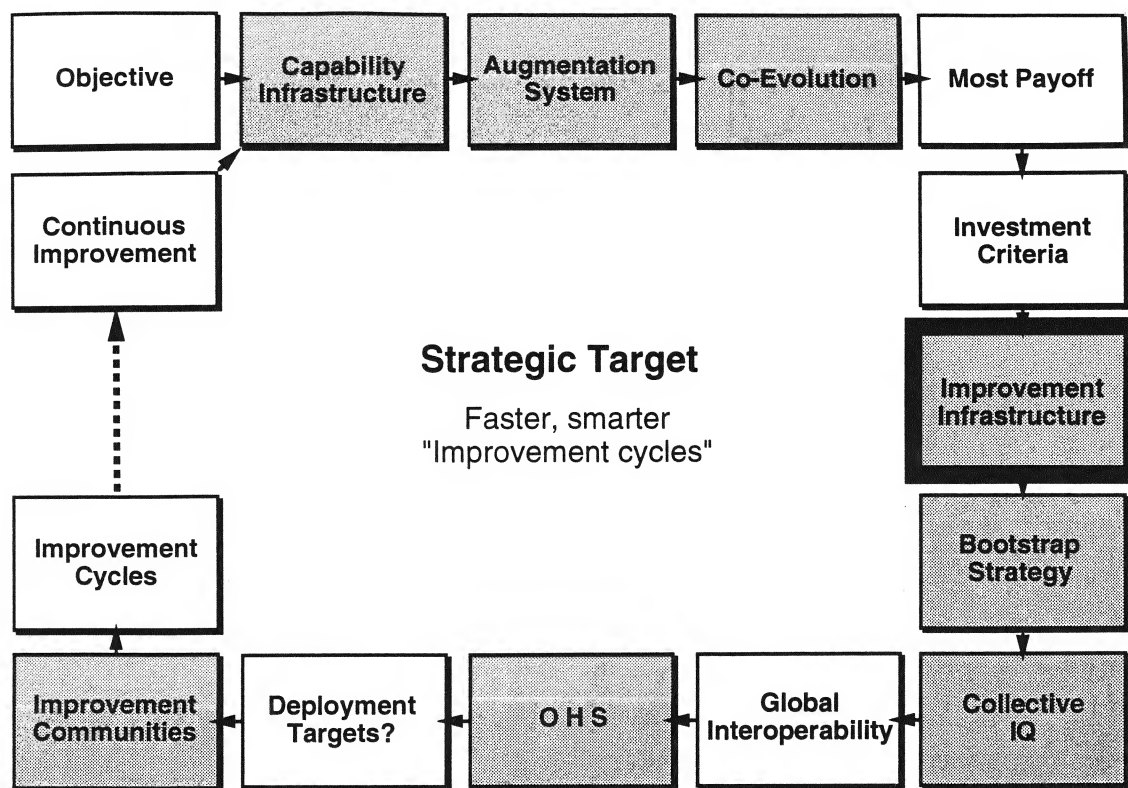 Objective
Capability
Infrastructure
Augmentation
System
Co-Evolution
Most Payoff
Continuous
Improvement
Investment
Criteria
Strategic Target
Faster, smarter
"Improvement cycles"
Improvement
Infrastructure
Improvement
Cycles
Bootstrap
Strategy
Improvement
Communities
Deployment
Targets?
O H S
Global
Interoperability
Collective
IQ